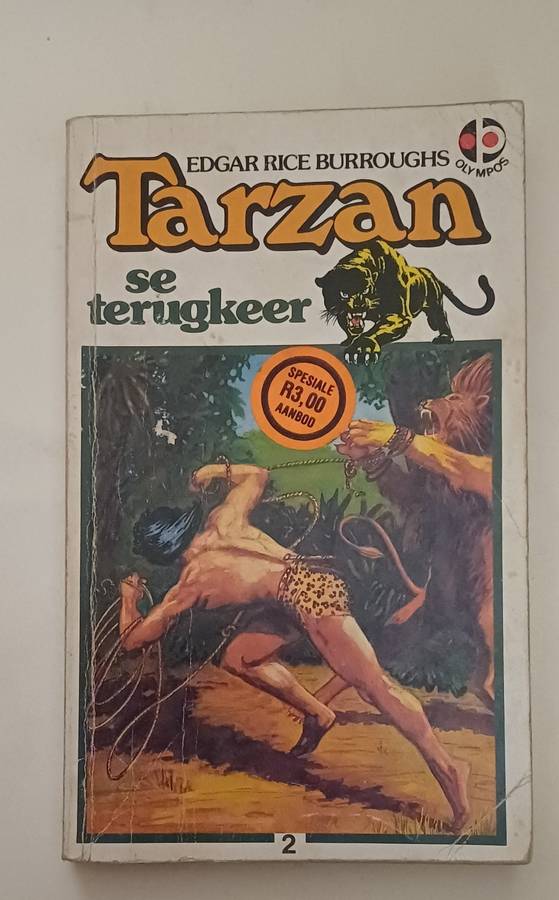 EDGAR RICE BURROUGHS
OLYMPOS
Tarzan
se
terugkeer
SPESIALE
R3,00
AANBOD
2